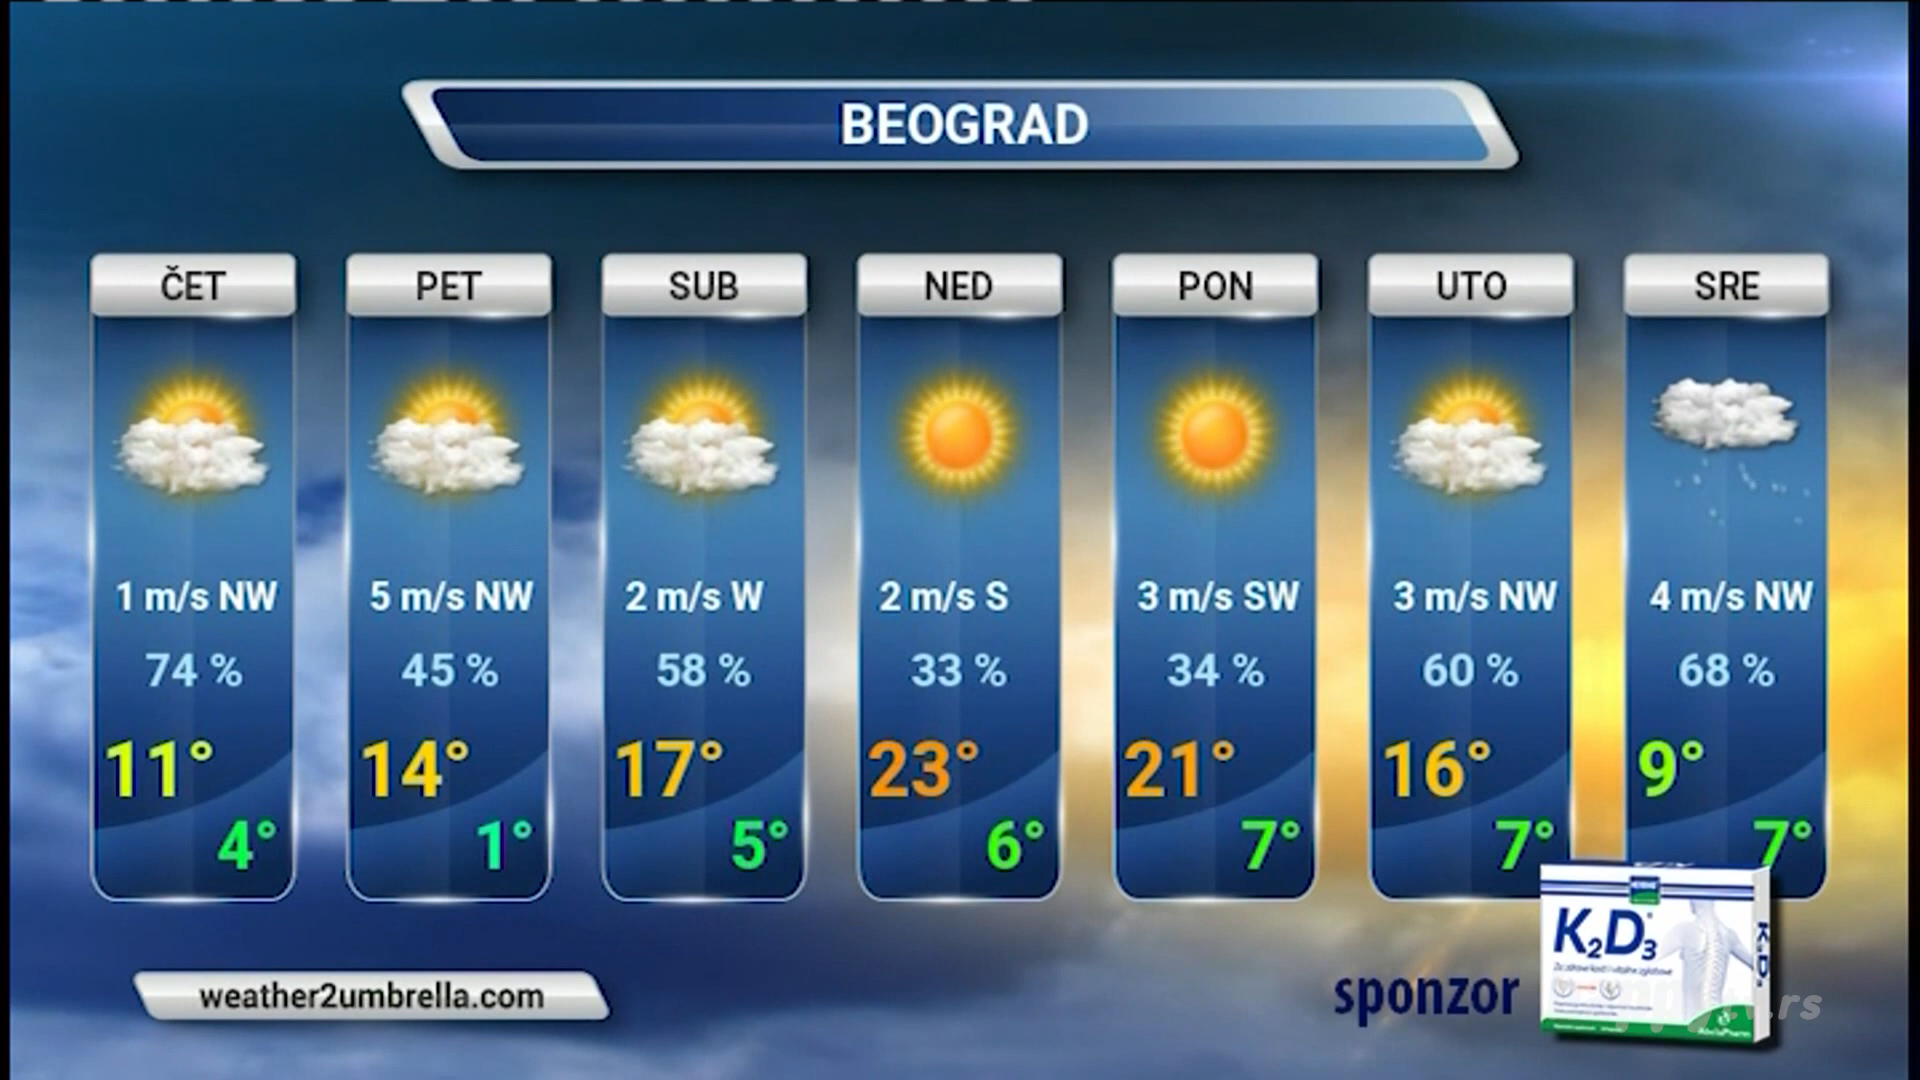 BEOGRAD
ČET PET SUB NED PON UTO SRE
1 m/s NW 5 m/s NW 2 m/s W 2 m/s S 3 m/s SW 3 m/s NW 4 m/s NW
74 % 45 % 58 % 33 % 34 % 60 % 68 %
11° 14° 17° 23° 21° 16° 9°
4° 1° 5° 6° 7° 7° 7°
weather2umbrella.com
sponzor
K2D3
K2D3
AbelaPharm